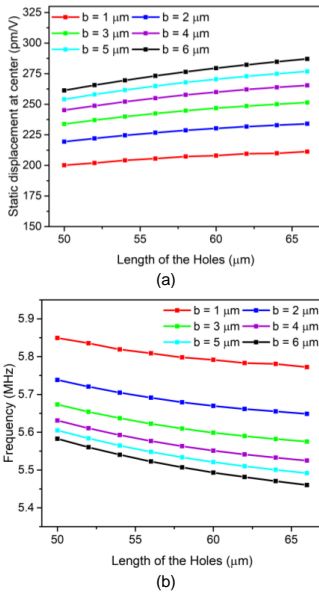 325
300
275
250
225
200
175
150
Static displacement at center (pm/V)
b = 1 μm b = 2 μm
b = 3 μm b = 4 μm
b = 5 μm b = 6 μm
50 55 60 65
Length of the Holes (μm)
(a)
5.9
5.8
5.7
5.6
5.5
5.4
Frequency (MHz)
b = 1 μm b = 2 μm
b = 3 μm b = 4 μm
b = 5 μm b = 6 μm
50 55 60 65
Length of the Holes (μm)
(b)